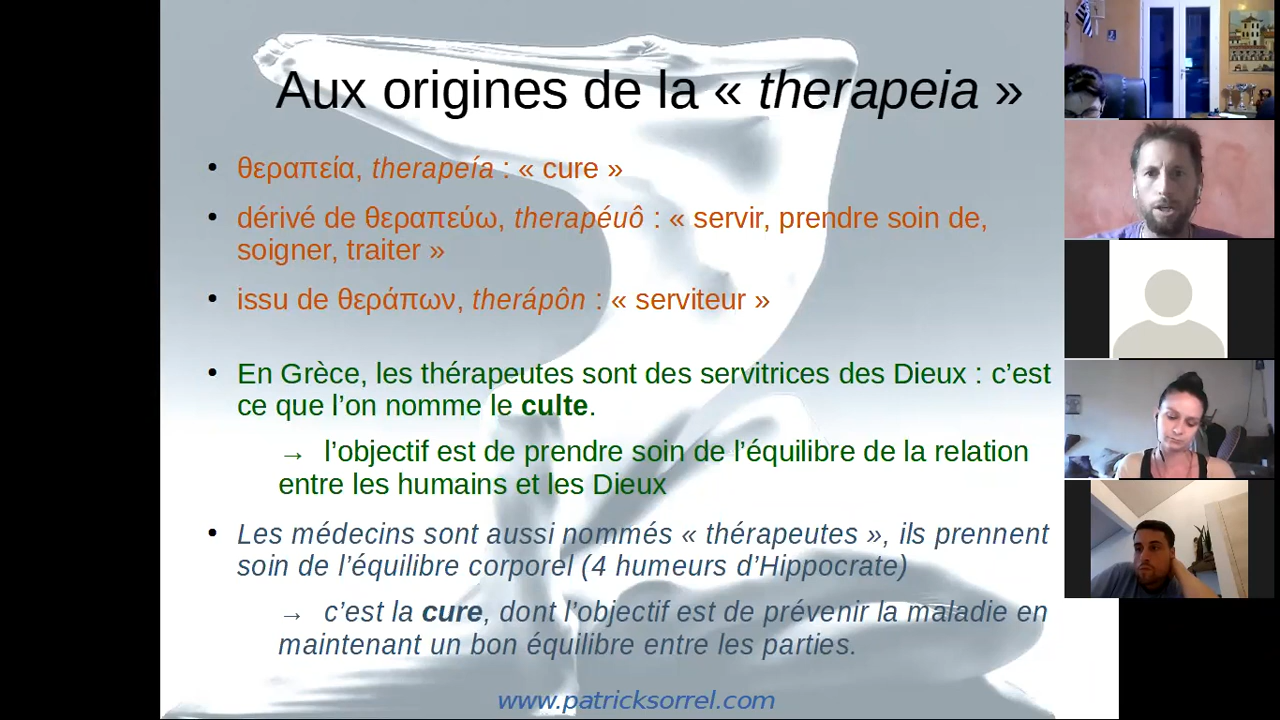 Aux origines de la « therapeia »
• θεραπεία, therapeía : « cure »
• dérivé de θεραπεύω, therapéuô : « servir, prendre soin de,
soigner, traiter »
• issu de θεράπων, therápôn : « serviteur »
• En Grèce, les thérapeutes sont des servitrices des Dieux : c’est
ce que l’on nomme le culte.
→ l’objectif est de prendre soin de l’équilibre de la relation
entre les humains et les Dieux
• Les médecins sont aussi nommés « thérapeutes », ils prennent
soin de l’équilibre corporel (4 humeurs d’Hippocrate)
→ c’est la cure, dont l’objectif est de prévenir la maladie en
maintenant un bon équilibre entre les parties.
www.patricksorrel.com